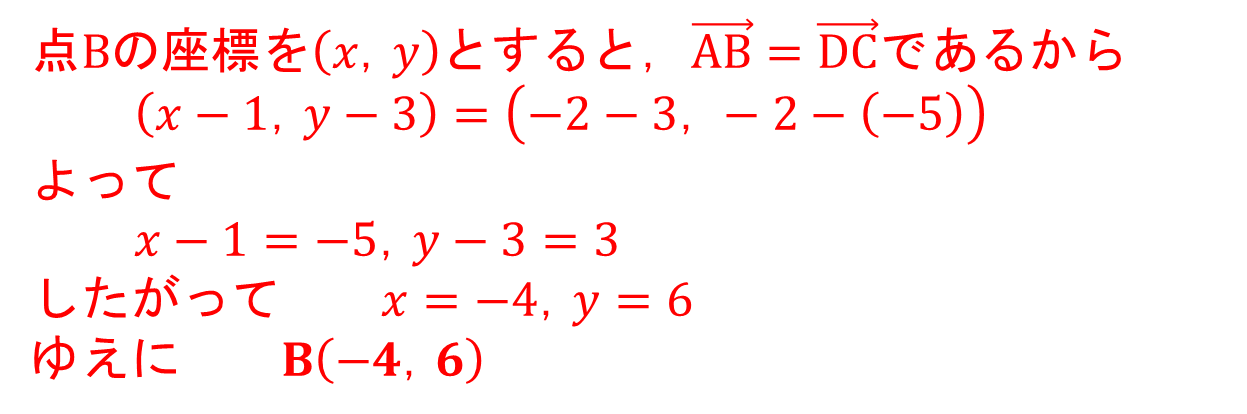 点Bの座標を(x, y)とすると, \overrightarrow{AB} = \overrightarrow{DC}であるから
(x − 1, y − 3) = (−2 − 3, −2 − (−5))
よって
x − 1 = −5, y − 3 = 3
したがって x = −4, y = 6
ゆえに B(−4, 6)